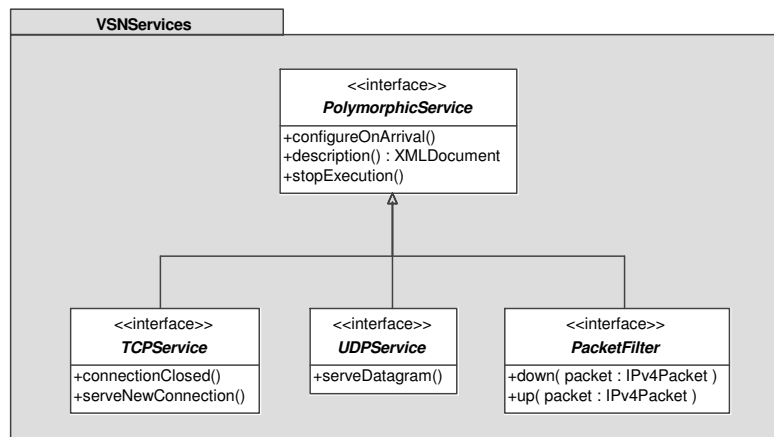 VSNServices
<<interface>>
PolymorphicService
+configureOnArrival()
+description() : XMLDocument
+stopExecution()
<<interface>>
TCPService
+connectionClosed()
+serveNewConnection()
<<interface>>
UDPService
+serveDatagram()
<<interface>>
PacketFilter
+down( packet : IPv4Packet )
+up( packet : IPv4Packet )